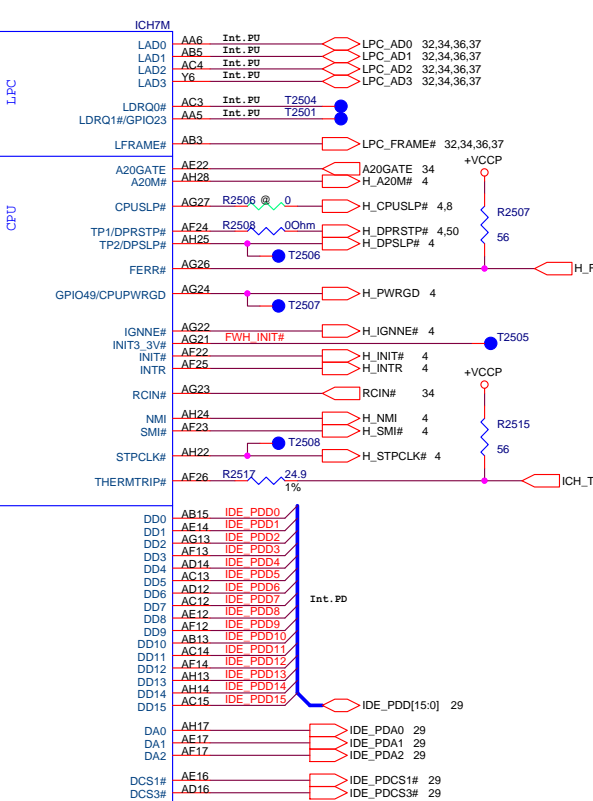 ICH7M
LPC
LAD0 AA6 Int.PU LPC_AD0 32,34,36,37
LAD1 AB5 Int.PU LPC_AD1 32,34,36,37
LAD2 AC4 Int.PU LPC_AD2 32,34,36,37
LAD3 Y6 Int.PU LPC_AD3 32,34,36,37
LDRQ0# AC3 Int.PU T2504
LDRQ1#/GPIO23 AA5 Int.PU T2501
LFRAME# AB3 LPC_FRAME# 32,34,36,37
+VCCP
CPU
A20GATE AE22 A20GATE 34
A20M# AH28 H_A20M# 4
CPUSLP# AG27 R2506 @ 0 H_CPUSLP# 4,8
R2507
56
TP1/DPRSTP# AF24 R2508 0Ohm H_DPRSTP# 4,50
TP2/DPSLP# AH25 H_DPSLP# 4
T2506
FERR# AG26 H_F
GPIO49/CPUPWRGD AG24 H_PWRGD 4
T2507
IGNNE# AG22 H_IGNNE# 4
INIT3_3V# AG21 FWH_INIT# T2505
INIT# AF22 H_INIT# 4
INTR AF25 H_INTR 4
+VCCP
RCIN# AG23 RCIN# 34
NMI AH24 H_NMI 4
SMI# AF23 H_SMI# 4
R2515
56
T2508
STPCLK# AH22 H_STPCLK# 4
THERMTRIP# AF26 R2517 24.9 ICH_T
1%
DD0 AB15 IDE_PDD0
DD1 AE14 IDE_PDD1
DD2 AG13 IDE_PDD2
DD3 AF13 IDE_PDD3
DD4 AD14 IDE_PDD4
DD5 AC13 IDE_PDD5
DD6 AD12 IDE_PDD6
DD7 AC12 IDE_PDD7
Int.PD
DD8 AE12 IDE_PDD8
DD9 AF12 IDE_PDD9
DD10 AB13 IDE_PDD10
DD11 AC14 IDE_PDD11
DD12 AF14 IDE_PDD12
DD13 AH13 IDE_PDD13
DD14 AH14 IDE_PDD14
DD15 AC15 IDE_PDD15 IDE_PDD[15:0] 29
DA0 AH17 IDE_PDA0 29
DA1 AE17 IDE_PDA1 29
DA2 AF17 IDE_PDA2 29
DCS1# AE16 IDE_PDCS1# 29
DCS3# AD16 IDE_PDCS3# 29